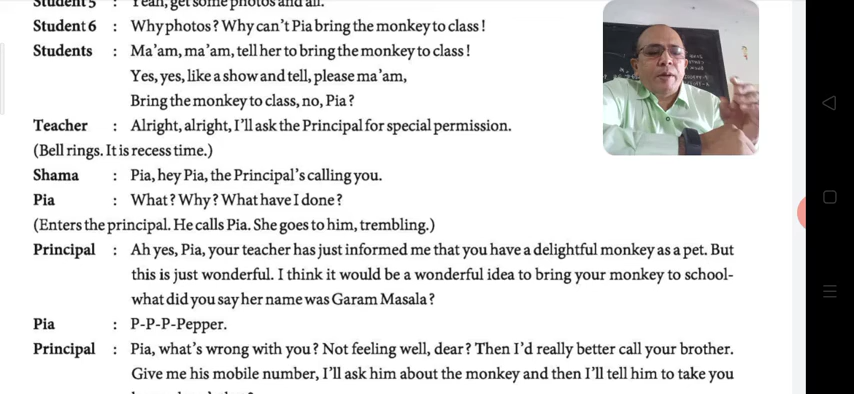 Student 5 : Yeah, get some photos and all.
Student 6 : Why photos? Why can't Pia bring the monkey to class!
Students : Ma'am, ma'am, tell her to bring the monkey to class!
Yes, yes, like a show and tell, please ma'am,
Bring the monkey to class, no, Pia?
Teacher : Alright, alright, I'll ask the Principal for special permission.
(Bell rings. It is recess time.)
Shama : Pia, hey Pia, the Principal's calling you.
Pia : What? Why? What have I done?
(Enters the principal. He calls Pia. She goes to him, trembling.)
Principal : Ah yes, Pia, your teacher has just informed me that you have a delightful monkey as a pet. But
this is just wonderful. I think it would be a wonderful idea to bring your monkey to school-
what did you say her name was Garam Masala?
Pia : P-P-P-Pepper.
Principal : Pia, what's wrong with you? Not feeling well, dear? Then I'd really better call your brother.
Give me his mobile number, I'll ask him about the monkey and then I'll tell him to take you